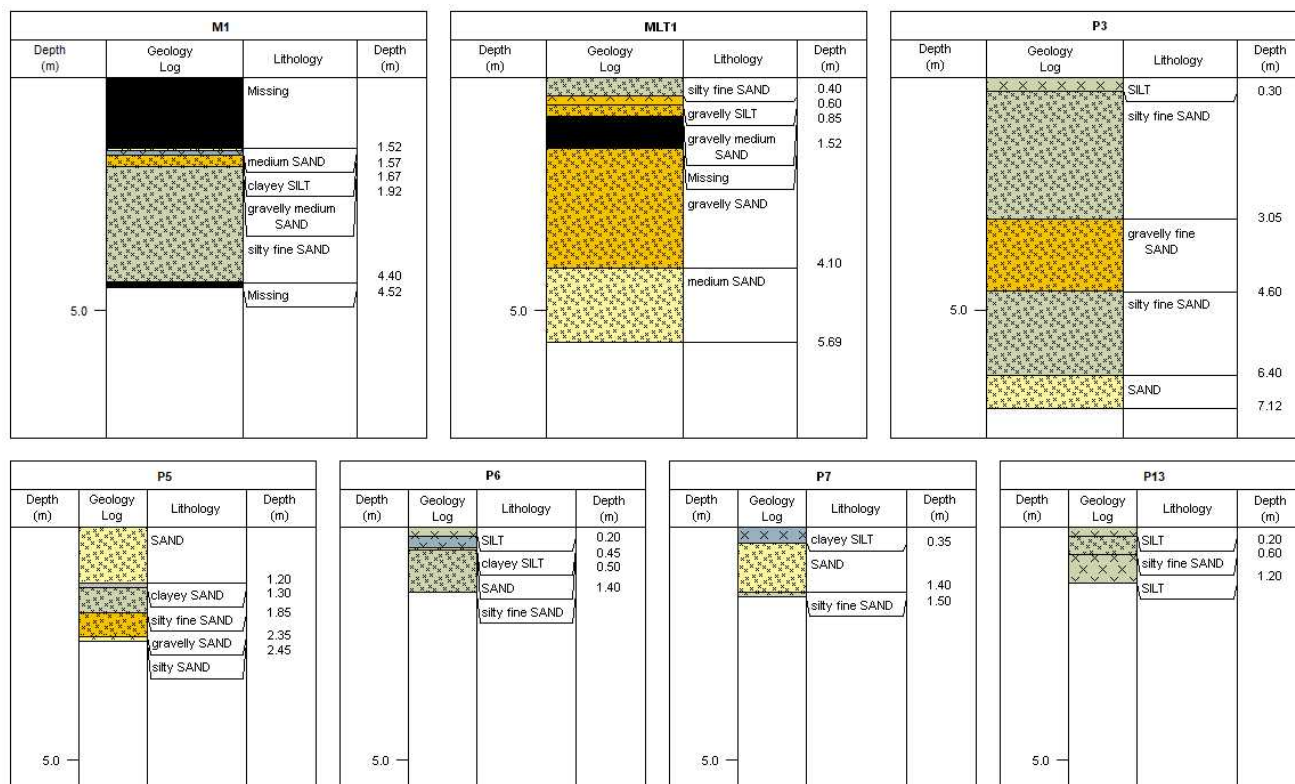 M1
Depth
(m)
Geology
Log
Lithology
Depth
(m)
Missing
1.52
medium SAND
1.57
clayey SILT
1.67
gravelly medium
SAND
1.92
silty fine SAND
4.40
Missing
4.52
5.0
MLT1
Depth
(m)
Geology
Log
Lithology
Depth
(m)
silty fine SAND
0.40
gravelly SILT
0.60
gravelly medium
SAND
0.85
Missing
1.52
gravelly SAND
4.10
medium SAND
5.0
5.69
P3
Depth
(m)
Geology
Log
Lithology
Depth
(m)
SILT
0.30
silty fine SAND
3.05
gravelly fine
SAND
4.60
silty fine SAND
5.0
6.40
SAND
7.12
P5
Depth
(m)
Geology
Log
Lithology
Depth
(m)
SAND
1.20
clayey SAND
1.30
silty fine SAND
1.85
gravelly SAND
2.35
silty SAND
2.45
5.0
P6
Depth
(m)
Geology
Log
Lithology
Depth
(m)
SILT
0.20
clayey SILT
0.45
SAND
0.50
silty fine SAND
1.40
5.0
P7
Depth
(m)
Geology
Log
Lithology
Depth
(m)
clayey SILT
0.35
SAND
1.40
silty fine SAND
1.50
5.0
P13
Depth
(m)
Geology
Log
Lithology
Depth
(m)
SILT
0.20
silty fine SAND
0.60
SILT
1.20
5.0